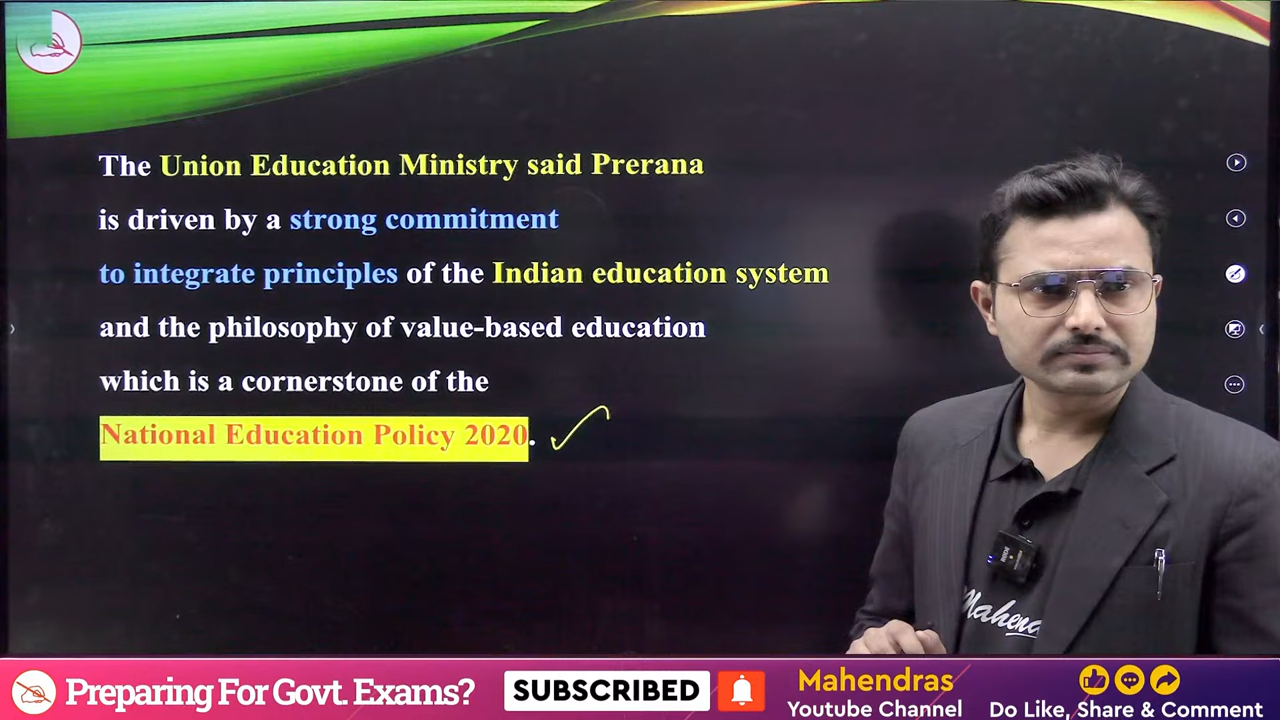 The Union Education Ministry said Prerana
is driven by a strong commitment
to integrate principles of the Indian education system
and the philosophy of value-based education
which is a cornerstone of the
National Education Policy 2020.
Preparing For Govt. Exams?
SUBSCRIBED
Mahendras
Youtube Channel
Do Like, Share & Comment